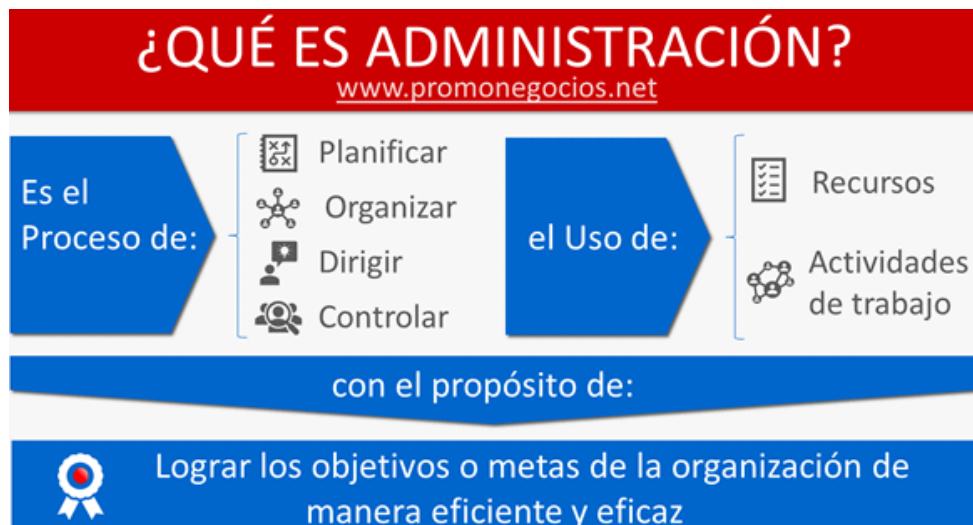 ¿QUÉ ES ADMINISTRACIÓN?
www.promonegocios.net
Es el
Proceso de:
Planificar
Organizar
Dirigir
Controlar
el Uso de:
Recursos
Actividades
de trabajo
con el propósito de:
Lograr los objetivos o metas de la organización de
manera eficiente y eficaz